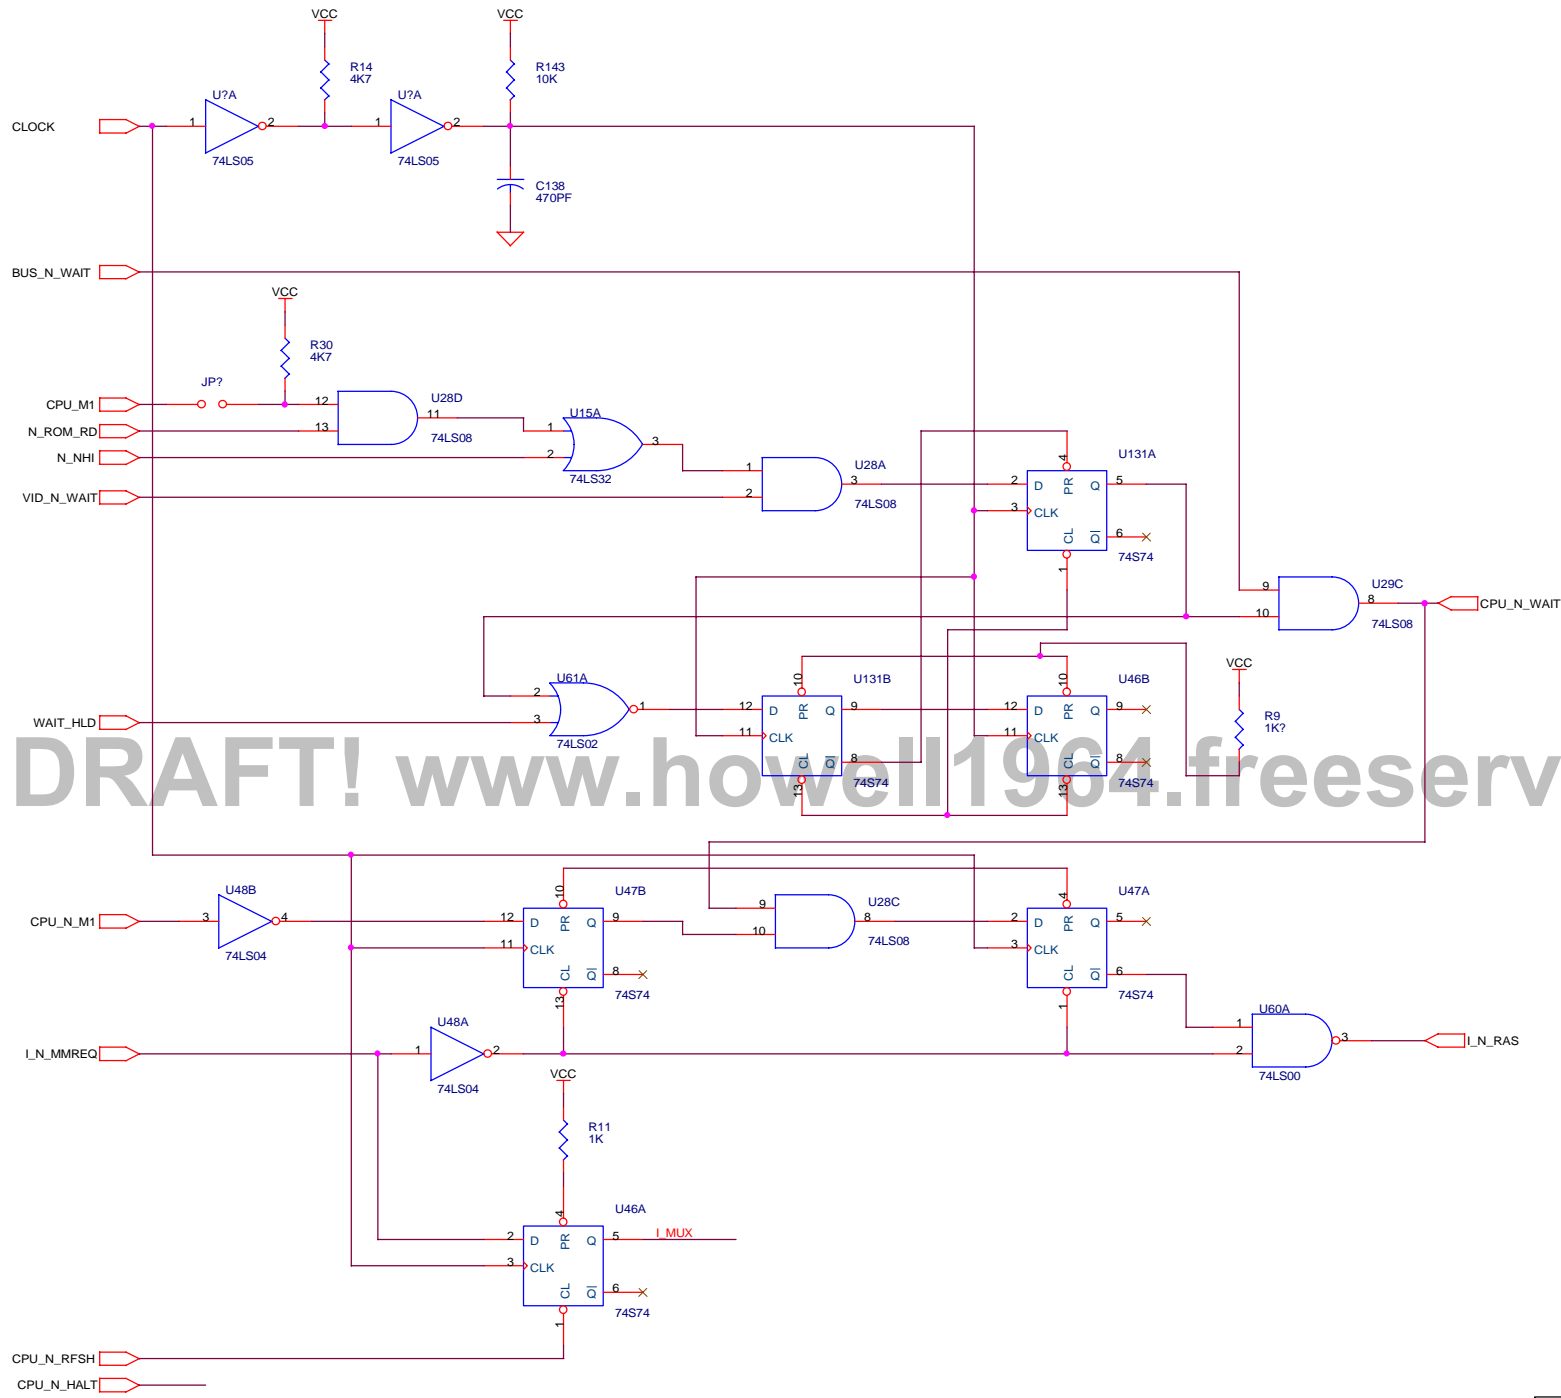 VCC
VCC
R14
4K7
R143
10K
U?A
U?A
CLOCK
1
2
1
2
74LS05
74LS05
C138
470PF
BUS_N_WAIT
VCC
R30
4K7
JP?
CPU_M1
12
U28D
11
N_ROM_RD
13
74LS08
U15A
1
3
N_NHI
2
74LS32
1
U28A
3
VID_N_WAIT
2
74LS08
4
U131A
2
D
PR
Q
5
3
CLK
CL
Q
6
74S74
1
9
U29C
8
CPU_N_WAIT
10
74LS08
VCC
U61A
2
1
WAIT_HLD
3
74LS02
10
U131B
12
D
PR
Q
9
11
CLK
CL
Q
8
74S74
13
10
U46B
12
D
PR
Q
9
11
CLK
CL
Q
8
74S74
13
R9
1K?
DRAFT! www.howell1964.freeserv
U48B
CPU_N_M1
3
4
74LS04
10
U47B
12
D
PR
Q
9
11
CLK
CL
Q
8
74S74
13
9
U28C
8
10
74LS08
4
U47A
2
D
PR
Q
5
3
CLK
CL
Q
6
74S74
1
U48A
I_N_MMREQ
1
2
74LS04
U60A
1
3
I_N_RAS
2
74LS00
VCC
R11
1K
4
U46A
2
D
PR
Q
5
I_MUX
3
CLK
CL
Q
6
74S74
1
CPU_N_RFSH
CPU_N_HALT